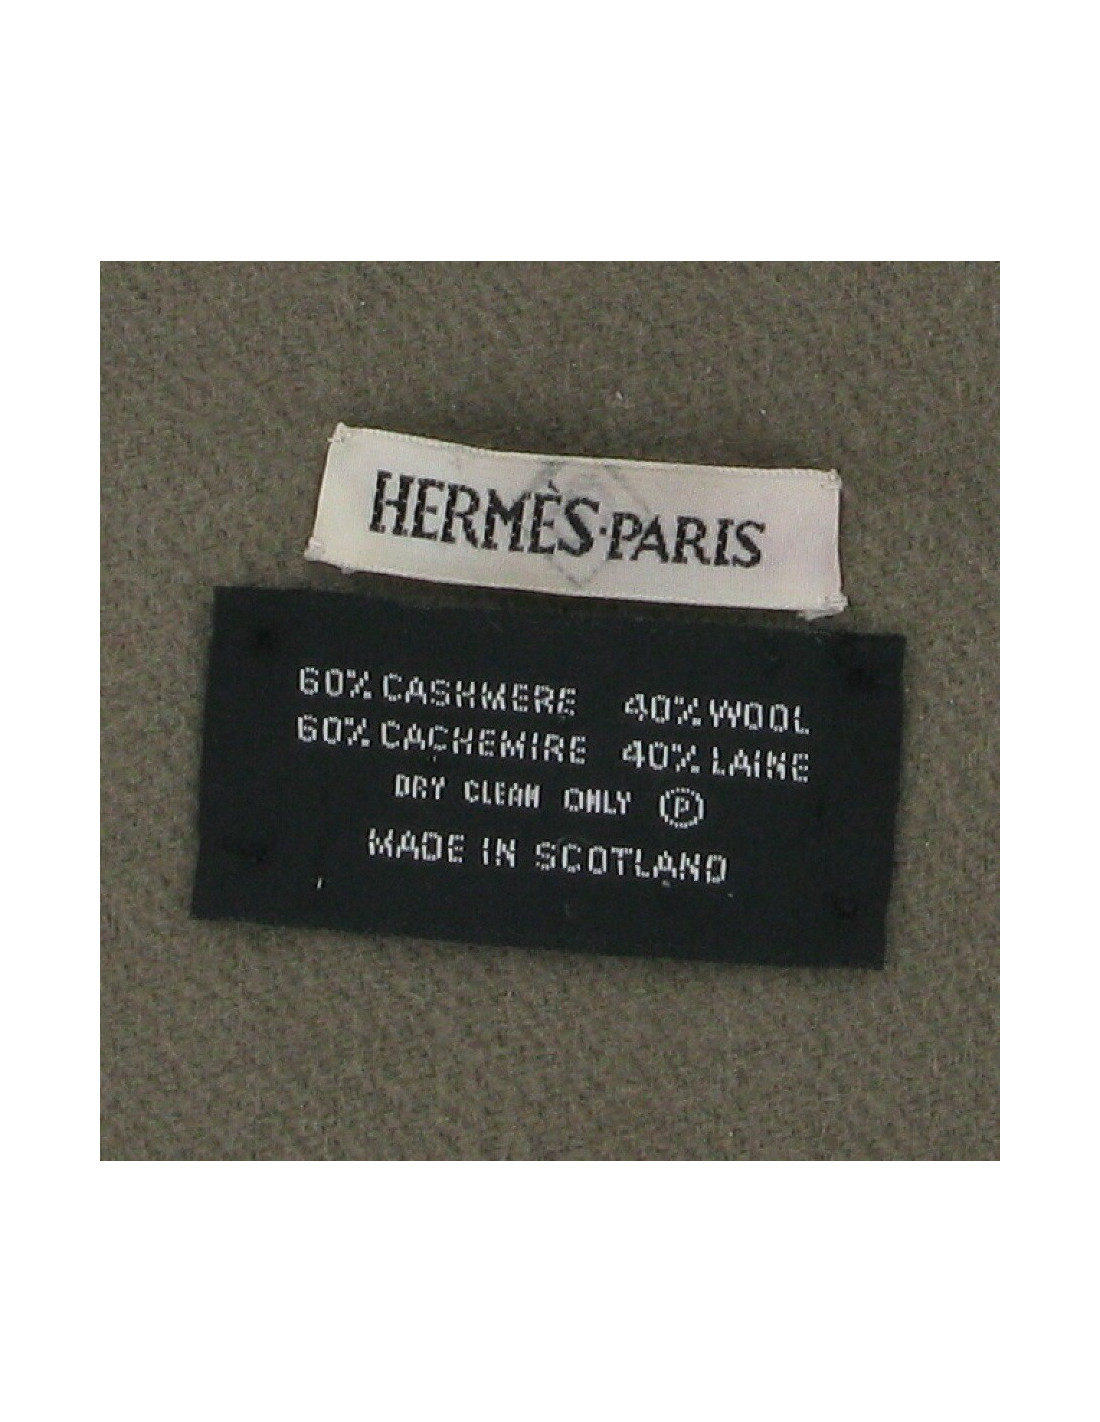 HERMÈS·PARIS
60% CASHMERE 40% WOOL
60% CACHEMIRE 40% LAINE
DRY CLEAN ONLY Ⓟ
MADE IN SCOTLAND